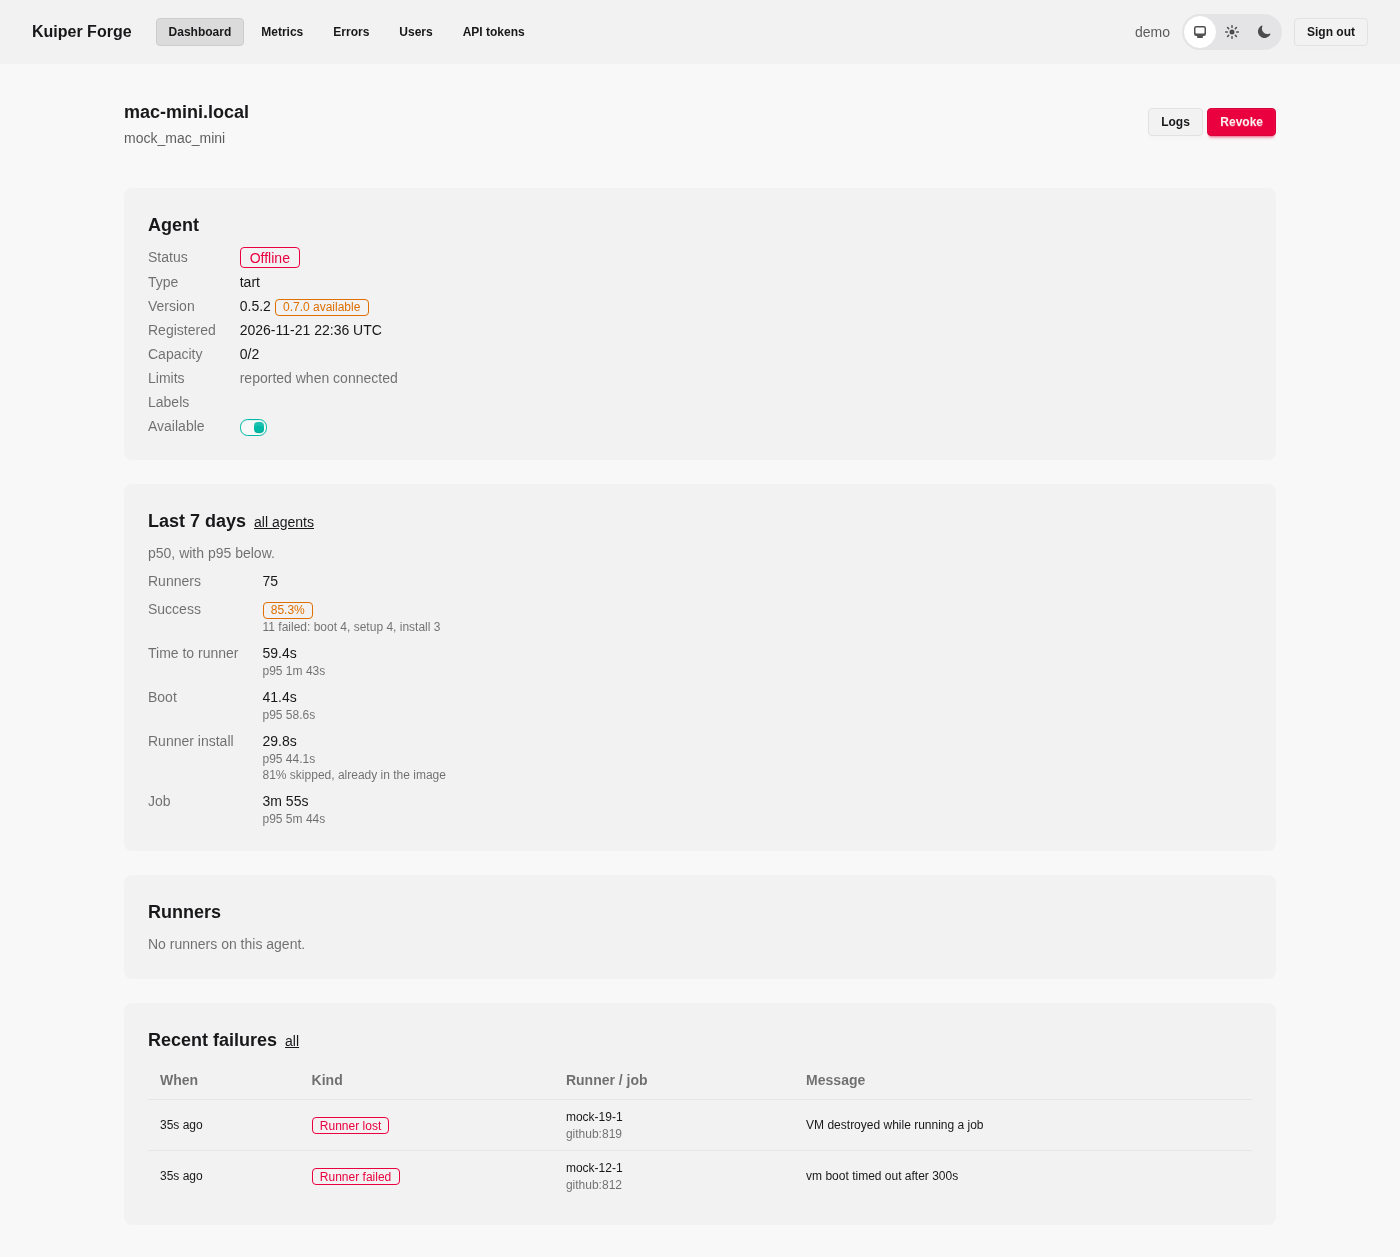 Kuiper Forge
Dashboard
Metrics
Errors
Users
API tokens
demo
Sign out
mac-mini.local
mock_mac_mini
Logs
Revoke
Agent
Status Offline
Type tart
Version 0.5.2 0.7.0 available
Registered 2026-11-21 22:36 UTC
Capacity 0/2
Limits reported when connected
Labels
Available
Last 7 days all agents
p50, with p95 below.
Runners 75
Success 85.3%
11 failed: boot 4, setup 4, install 3
Time to runner 59.4s
p95 1m 43s
Boot 41.4s
p95 58.6s
Runner install 29.8s
p95 44.1s
81% skipped, already in the image
Job 3m 55s
p95 5m 44s
Runners
No runners on this agent.
Recent failures all
When Kind Runner / job Message
35s ago Runner lost mock-19-1 VM destroyed while running a job
github:819
35s ago Runner failed mock-12-1 vm boot timed out after 300s
github:812